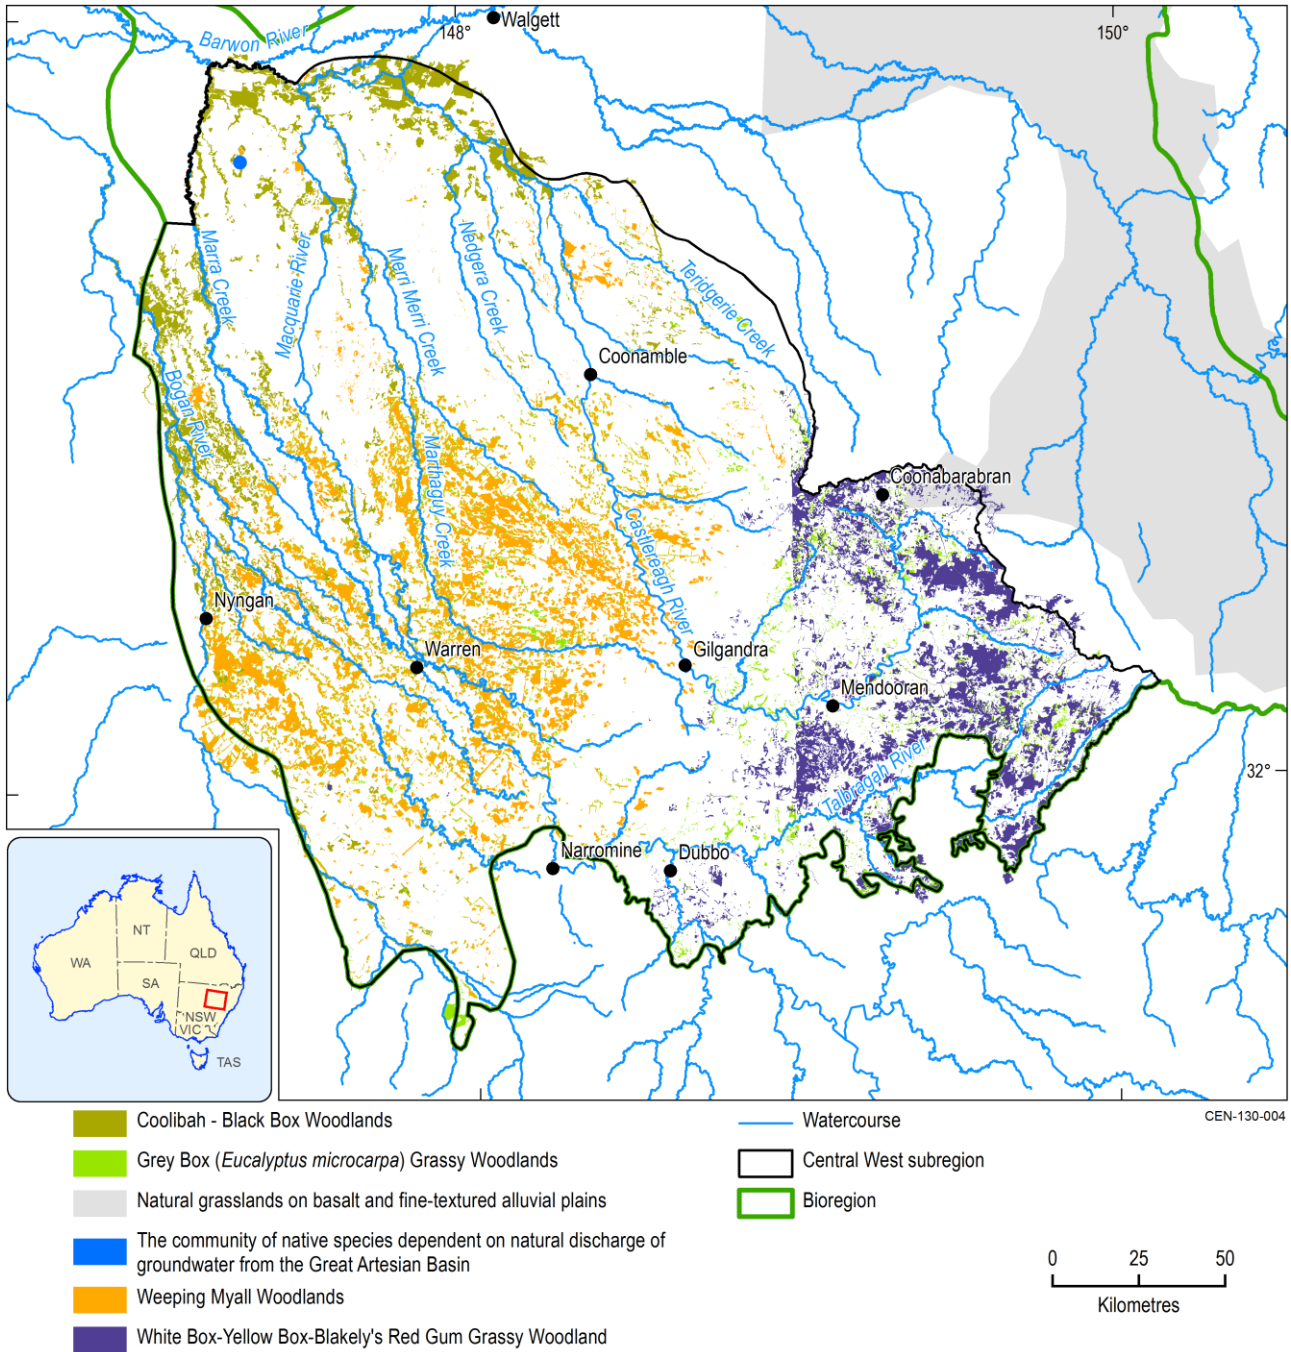 Walgett
148°
150°
Barwon River
Marra Creek
Macquarie River
Merri Merri Creek
Nedgera Creek
Teridgerie Creek
Coonamble
Bogan River
Marthaguy Creek
Castlereagh River
Coonabarabran
Nyngan
Warren
Gilgandra
Mendooran
Talbragah River
32°
Narromine
Dubbo
NT
QLD
WA
SA
NSW
VIC
TAS
CEN-130-004
Coolibah - Black Box Woodlands
Grey Box (Eucalyptus microcarpa) Grassy Woodlands
Natural grasslands on basalt and fine-textured alluvial plains
The community of native species dependent on natural discharge of
groundwater from the Great Artesian Basin
Weeping Myall Woodlands
White Box-Yellow Box-Blakely's Red Gum Grassy Woodland
Watercourse
Central West subregion
Bioregion
0 25 50
Kilometres